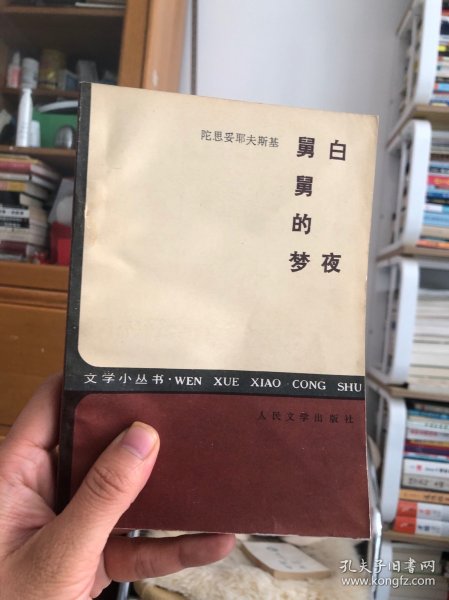 陀思妥耶夫斯基
白夜
舅舅的梦
文学小丛书·WEN XUE XIAO CONG SHU
人民文学出版社
孔夫子旧书网
www.kongfz.com